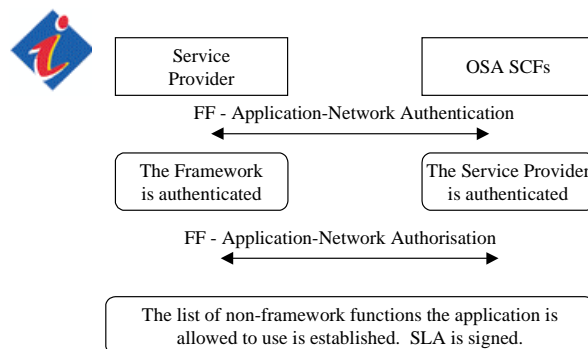 i
Service
Provider
OSA SCFs
FF - Application-Network Authentication
The Framework
is authenticated
The Service Provider
is authenticated
FF - Application-Network Authorisation
The list of non-framework functions the application is
allowed to use is established. SLA is signed.